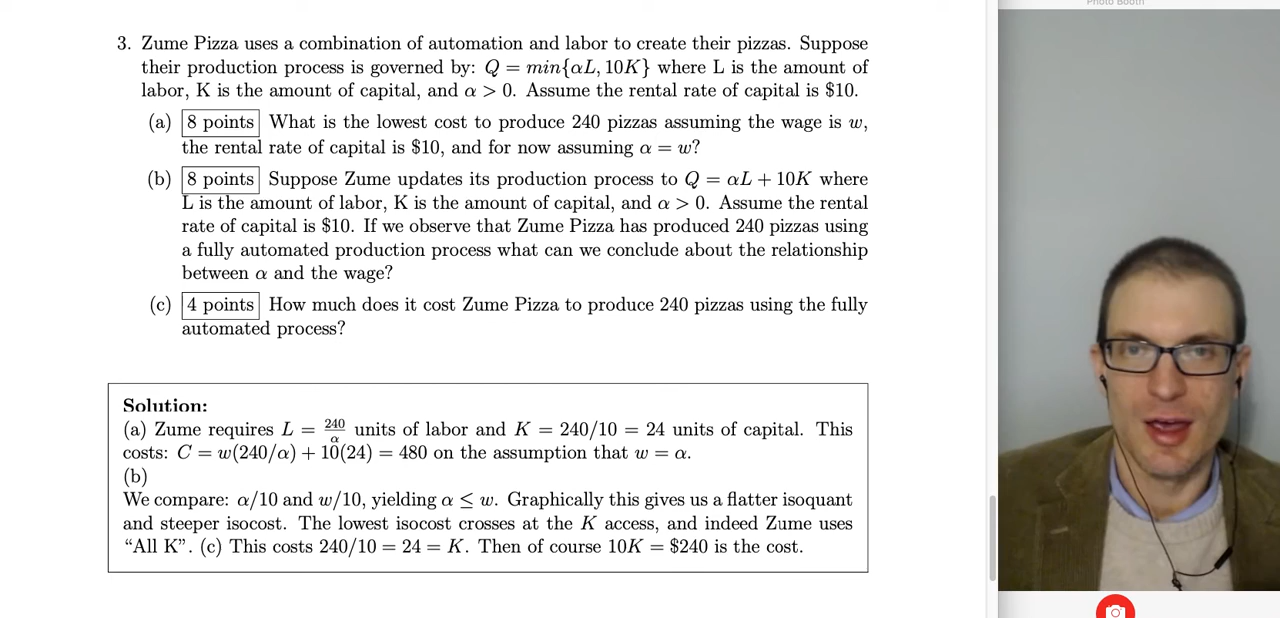 Photo Booth
3. Zume Pizza uses a combination of automation and labor to create their pizzas. Suppose
their production process is governed by: Q = min{αL, 10K} where L is the amount of
labor, K is the amount of capital, and α > 0. Assume the rental rate of capital is $10.
(a) 8 points What is the lowest cost to produce 240 pizzas assuming the wage is w,
the rental rate of capital is $10, and for now assuming α = w?
(b) 8 points Suppose Zume updates its production process to Q = αL + 10K where
L is the amount of labor, K is the amount of capital, and α > 0. Assume the rental
rate of capital is $10. If we observe that Zume Pizza has produced 240 pizzas using
a fully automated production process what can we conclude about the relationship
between α and the wage?
(c) 4 points How much does it cost Zume Pizza to produce 240 pizzas using the fully
automated process?
Solution:
(a) Zume requires L = 240/α units of labor and K = 240/10 = 24 units of capital. This
costs: C = w(240/α) + 10(24) = 480 on the assumption that w = α.
(b)
We compare: α/10 and w/10, yielding α ≤ w. Graphically this gives us a flatter isoquant
and steeper isocost. The lowest isocost crosses at the K access, and indeed Zume uses
“All K”. (c) This costs 240/10 = 24 = K. Then of course 10K = $240 is the cost.